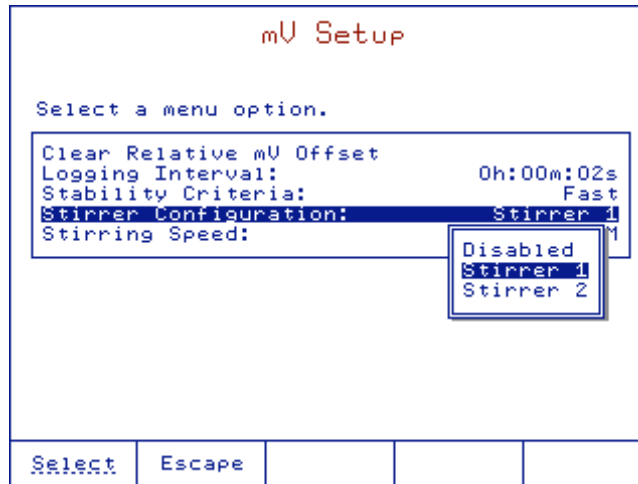 mV Setup
Select a menu option.
Clear Relative mV Offset
Logging Interval: 0h:00m:02s
Stability Criteria: Fast
Stirrer Configuration: Stirrer 1
Stirring Speed: M
Disabled
Stirrer 1
Stirrer 2
Select Escape